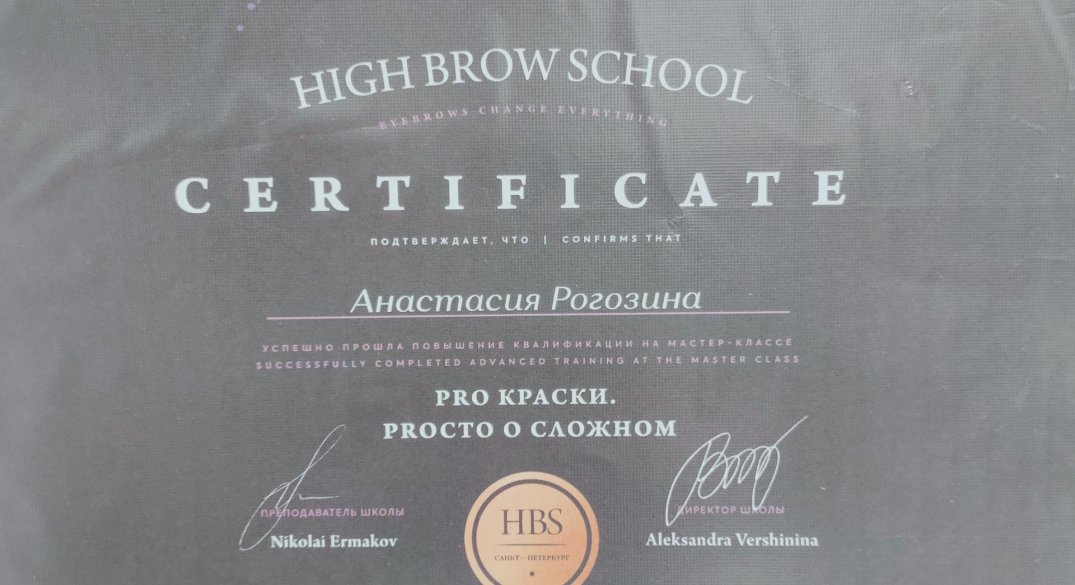 HIGH BROW SCHOOL
EYEBROWS CHANGE EVERYTHING
CERTIFICATE
ПОДТВЕРЖДАЕТ, ЧТО | CONFIRMS THAT
Анастасия Рогозина
УСПЕШНО ПРОШЛА ПОВЫШЕНИЕ КВАЛИФИКАЦИИ НА МАСТЕР-КЛАССЕ
SUCCESSFULLY COMPLETED ADVANCED TRAINING AT THE MASTER CLASS
PRO КРАСКИ.
PROСТО О СЛОЖНОМ
ПРЕПОДАВАТЕЛЬ ШКОЛЫ
Nikolai Ermakov
ДИРЕКТОР ШКОЛЫ
Aleksandra Vershinina
HBS
САНКТ—ПЕТЕРБУРГ